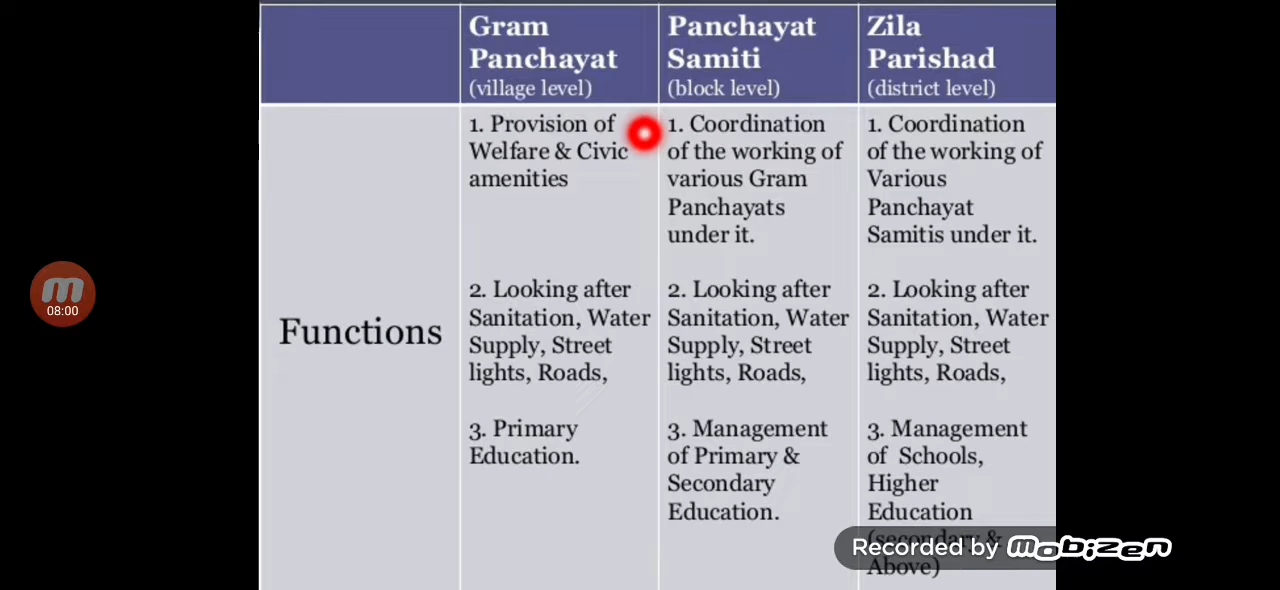 Gram
Panchayat
(village level)
Panchayat
Samiti
(block level)
Zila
Parishad
(district level)
Functions
1. Provision of
Welfare & Civic
amenities
2. Looking after
Sanitation, Water
Supply, Street
lights, Roads,
3. Primary
Education.
1. Coordination
of the working of
various Gram
Panchayats
under it.
2. Looking after
Sanitation, Water
Supply, Street
lights, Roads,
3. Management
of Primary &
Secondary
Education.
1. Coordination
of the working of
Various
Panchayat
Samitis under it.
2. Looking after
Sanitation, Water
Supply, Street
lights, Roads,
3. Management
of Schools,
Higher
Education
(secondary &
Above)
m
08:00
Recorded by mobizen